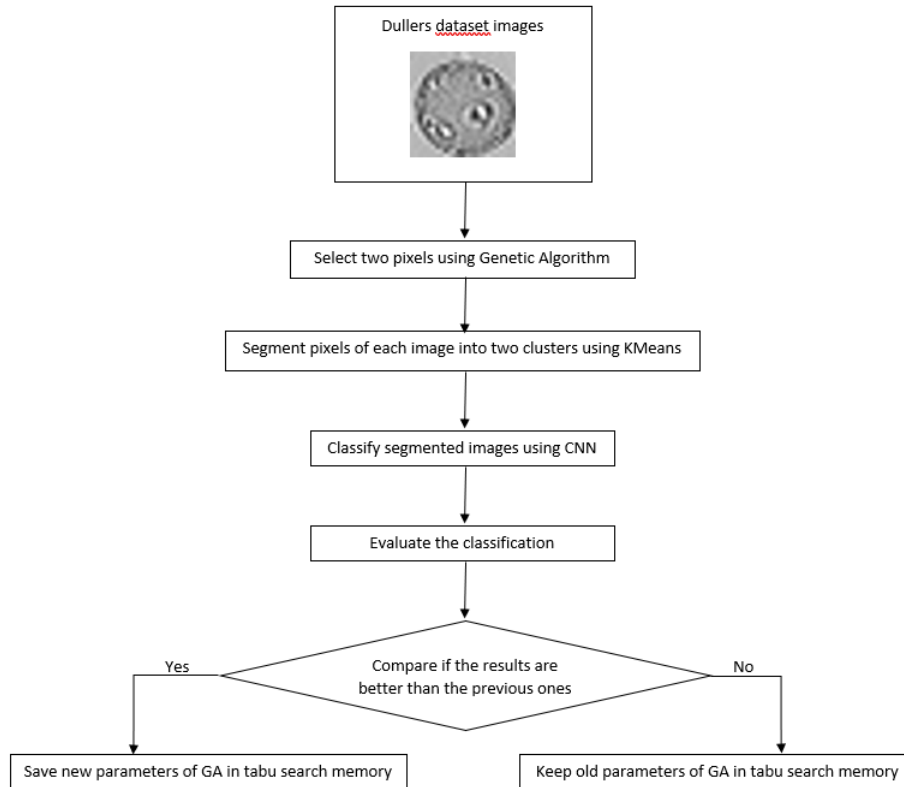 Dullers dataset images
Select two pixels using Genetic Algorithm
Segment pixels of each image into two clusters using KMeans
Classify segmented images using CNN
Evaluate the classification
Compare if the results are
better than the previous ones
Yes
No
Save new parameters of GA in tabu search memory
Keep old parameters of GA in tabu search memory